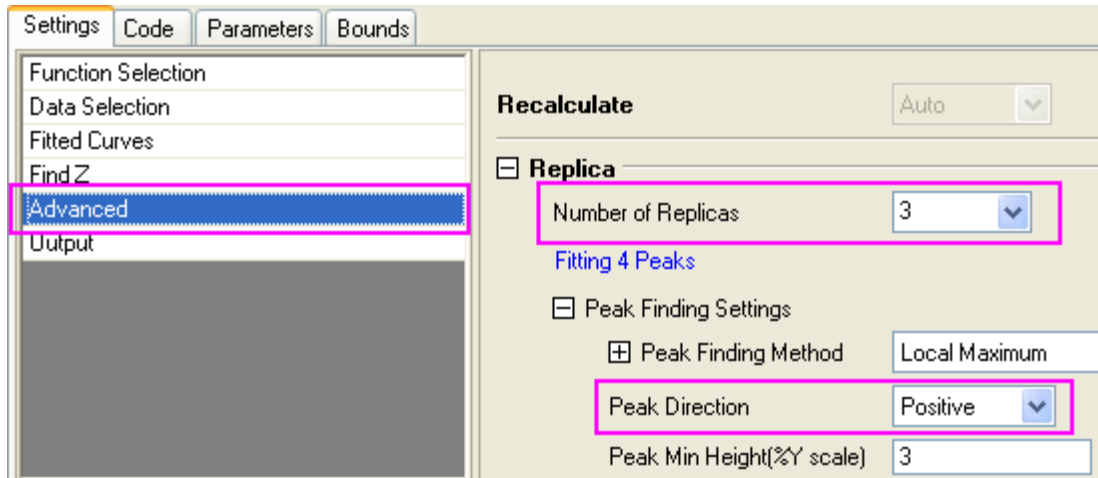 Settings Code Parameters Bounds
Function Selection
Data Selection
Fitted Curves
Find Z
Advanced
Output
Recalculate Auto
Replica
Number of Replicas 3
Fitting 4 Peaks
Peak Finding Settings
Peak Finding Method Local Maximum
Peak Direction Positive
Peak Min Height(%Y scale) 3